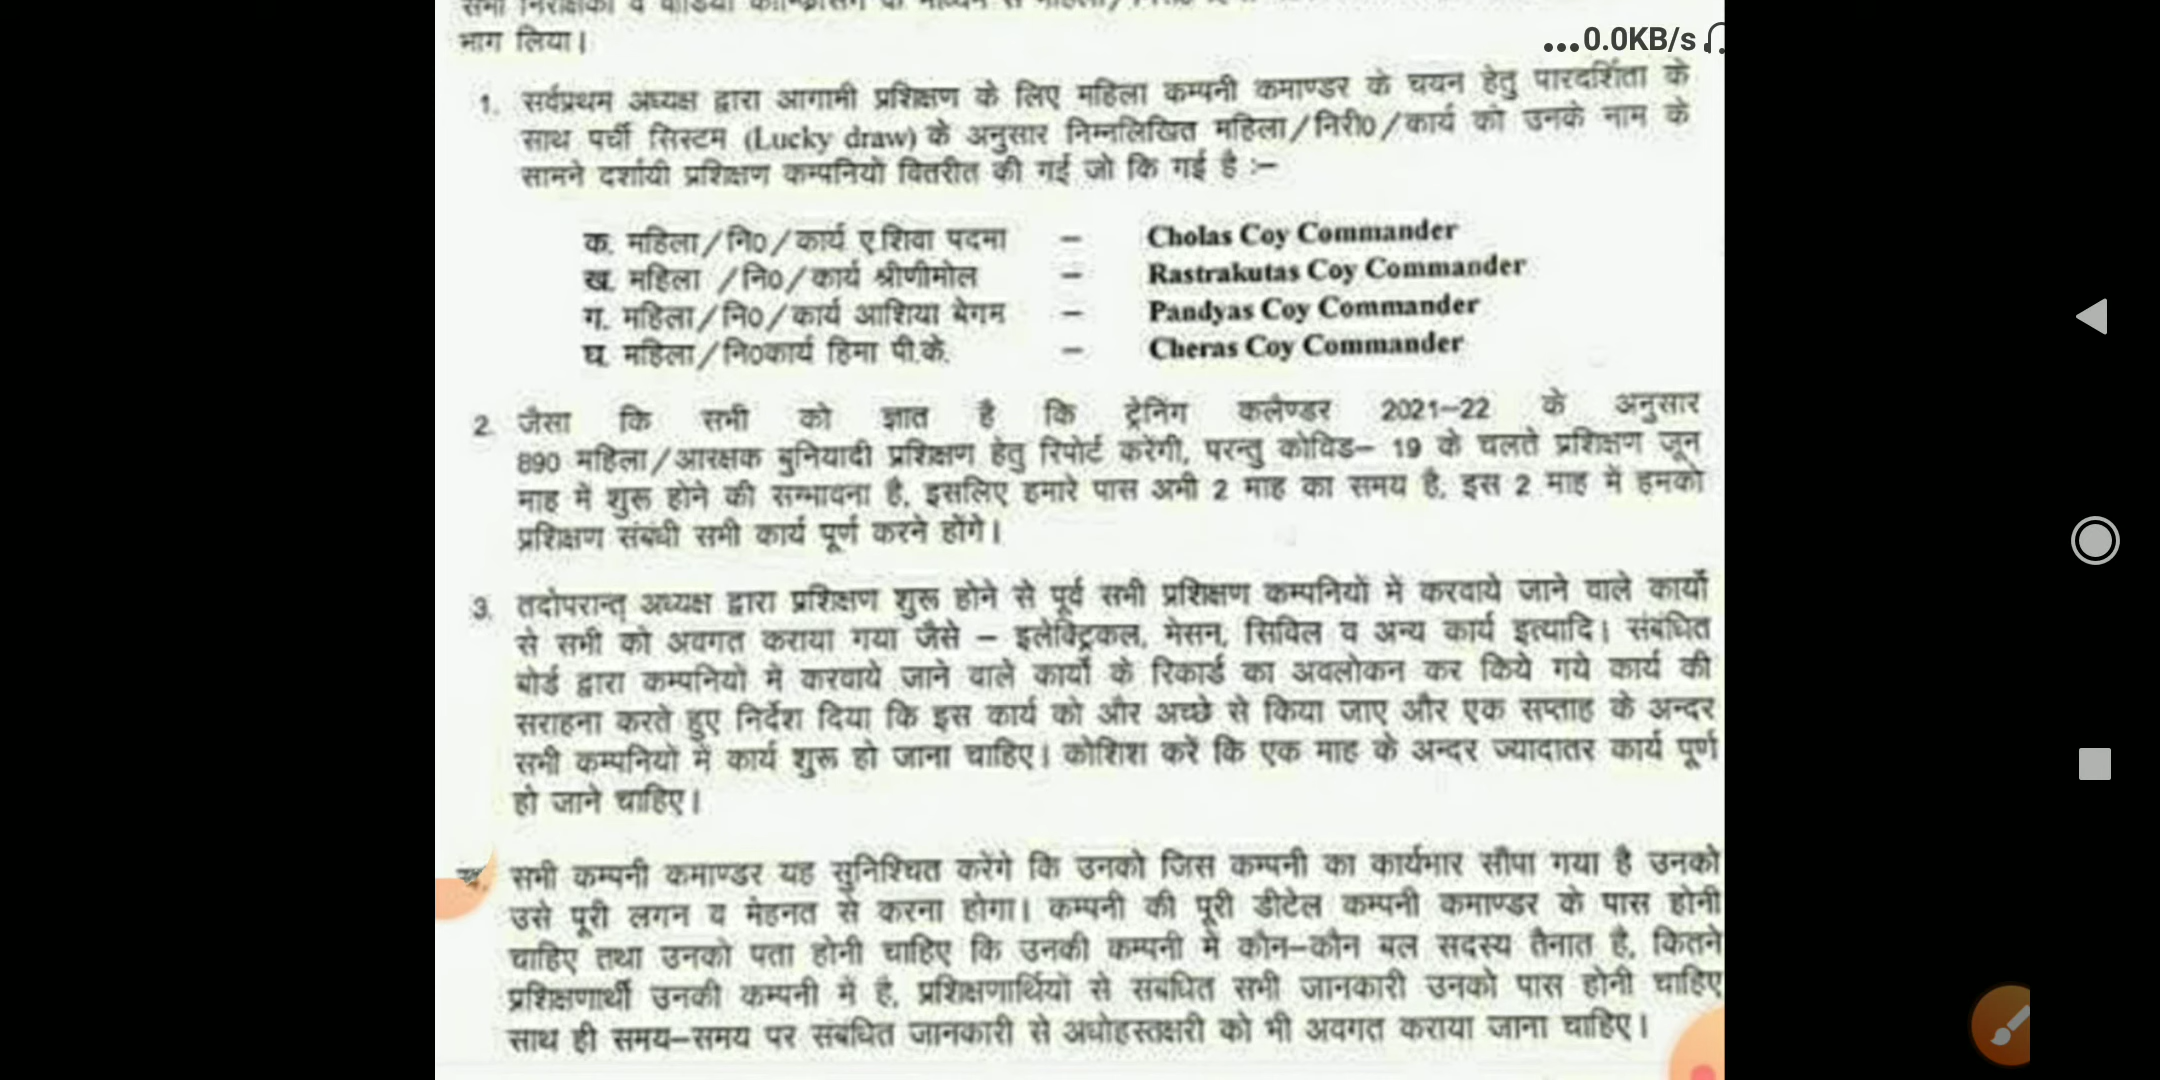 भाग लिया।
...0.0KB/s
1. सर्वप्रथम अध्यक्ष द्वारा आगामी प्रशिक्षण के लिए महिला कम्पनी कमाण्डर के चयन हेतु पारदर्शिता के
साथ पर्ची सिस्टम (Lucky draw) के अनुसार निम्नलिखित महिला/निरी0/कार्य को उनके नाम के
सामने दर्शायी प्रशिक्षण कम्पनियो वितरीत की गई जो कि गई है :–
क. महिला/नि0/कार्य ए.शिवा पदमा – Cholas Coy Commander
ख. महिला /नि0/कार्य श्रीणीमोल – Rastrakutas Coy Commander
ग. महिला/नि0/कार्य आशिया बेगम – Pandyas Coy Commander
घ. महिला/नि0कार्य हिमा पी.के. – Cheras Coy Commander
2. जैसा कि सभी को ज्ञात है कि ट्रेनिंग कलैण्डर 2021–22 के अनुसार
890 महिला/आरक्षक बुनियादी प्रशिक्षण हेतु रिपोर्ट करेगी, परन्तु कोविड– 19 के चलते प्रशिक्षण जून
माह में शुरू होने की सम्भावना है, इसलिए हमारे पास अभी 2 माह का समय है, इस 2 माह में हमको
प्रशिक्षण संबधी सभी कार्य पूर्ण करने होंगे।
3. तदोपरान्त् अध्यक्ष द्वारा प्रशिक्षण शुरू होने से पूर्व सभी प्रशिक्षण कम्पनियों में करवाये जाने वाले कार्यो
से सभी को अवगत कराया गया जैसे – इलेक्ट्रिकल, मेसन, सिविल व अन्य कार्य इत्यादि। संबंधित
बोर्ड द्वारा कम्पनियो में करवाये जाने वाले कार्यो के रिकार्ड का अवलोकन कर किये गये कार्य की
सराहना करते हुए निर्देश दिया कि इस कार्य को और अच्छे से किया जाए और एक सप्ताह के अन्दर
सभी कम्पनियो में कार्य शुरू हो जाना चाहिए। कोशिश करें कि एक माह के अन्दर ज्यादातर कार्य पूर्ण
हो जाने चाहिए।
सभी कम्पनी कमाण्डर यह सुनिश्चित करेंगे कि उनको जिस कम्पनी का कार्यभार सौपा गया है उनको
उसे पूरी लगन व मेहनत से करना होगा। कम्पनी की पूरी डीटेल कम्पनी कमाण्डर के पास होनी
चाहिए तथा उनको पता होनी चाहिए कि उनकी कम्पनी में कौन–कौन बल सदस्य तैनात है, कितने
प्रशिक्षणार्थी उनकी कम्पनी में है, प्रशिक्षणार्थियो से संबधित सभी जानकारी उनको पास होनी चाहिए
साथ ही समय–समय पर संबधित जानकारी से अधोहस्तक्षरी को भी अवगत कराया जाना चाहिए।